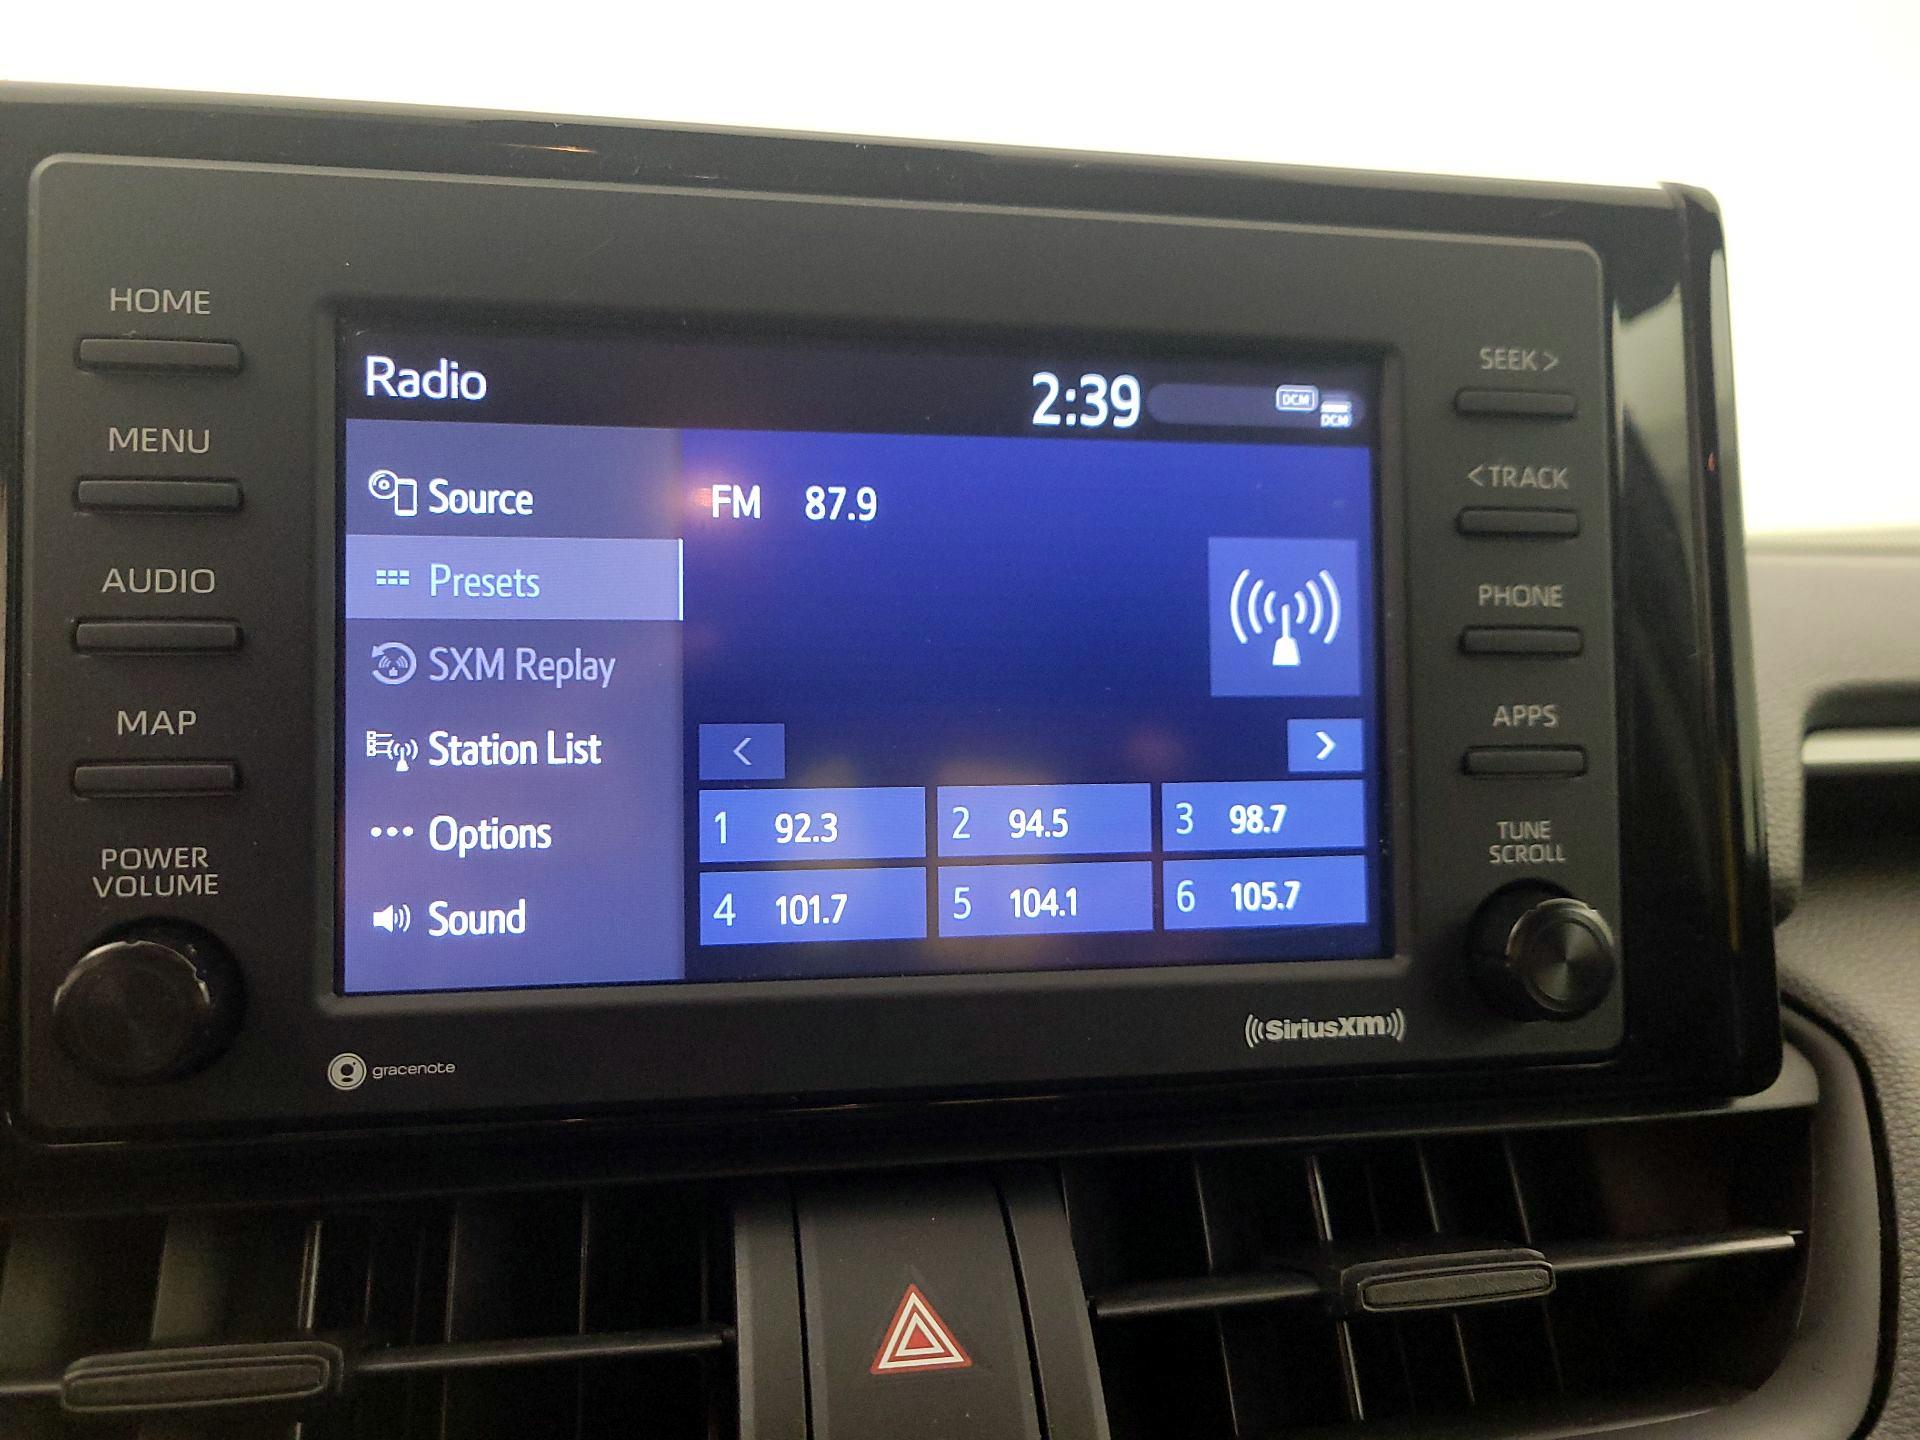 HOME
MENU
AUDIO
MAP
POWER
VOLUME
Radio
2:39
DCM
DCM
Source
Presets
SXM Replay
Station List
Options
Sound
FM 87.9
<
>
1 92.3
2 94.5
3 98.7
4 101.7
5 104.1
6 105.7
SEEK >
< TRACK
PHONE
APPS
TUNE
SCROLL
gracenote
((SiriusXM))